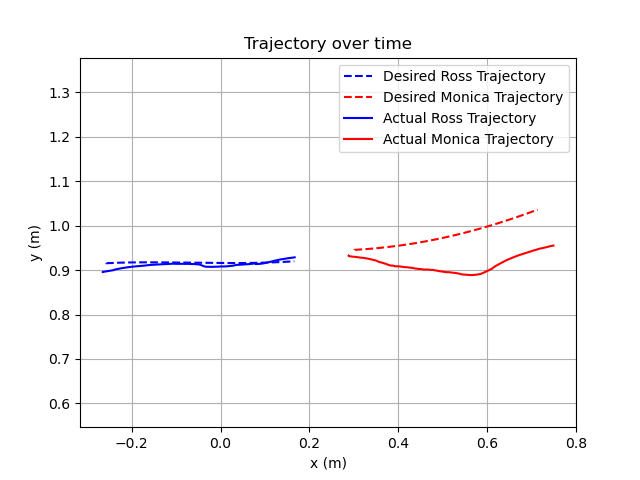 Trajectory over time
Desired Ross Trajectory
Desired Monica Trajectory
Actual Ross Trajectory
Actual Monica Trajectory
1.3
1.2
1.1
1.0
0.9
0.8
0.7
0.6
y (m)
−0.2 0.0 0.2 0.4 0.6 0.8
x (m)